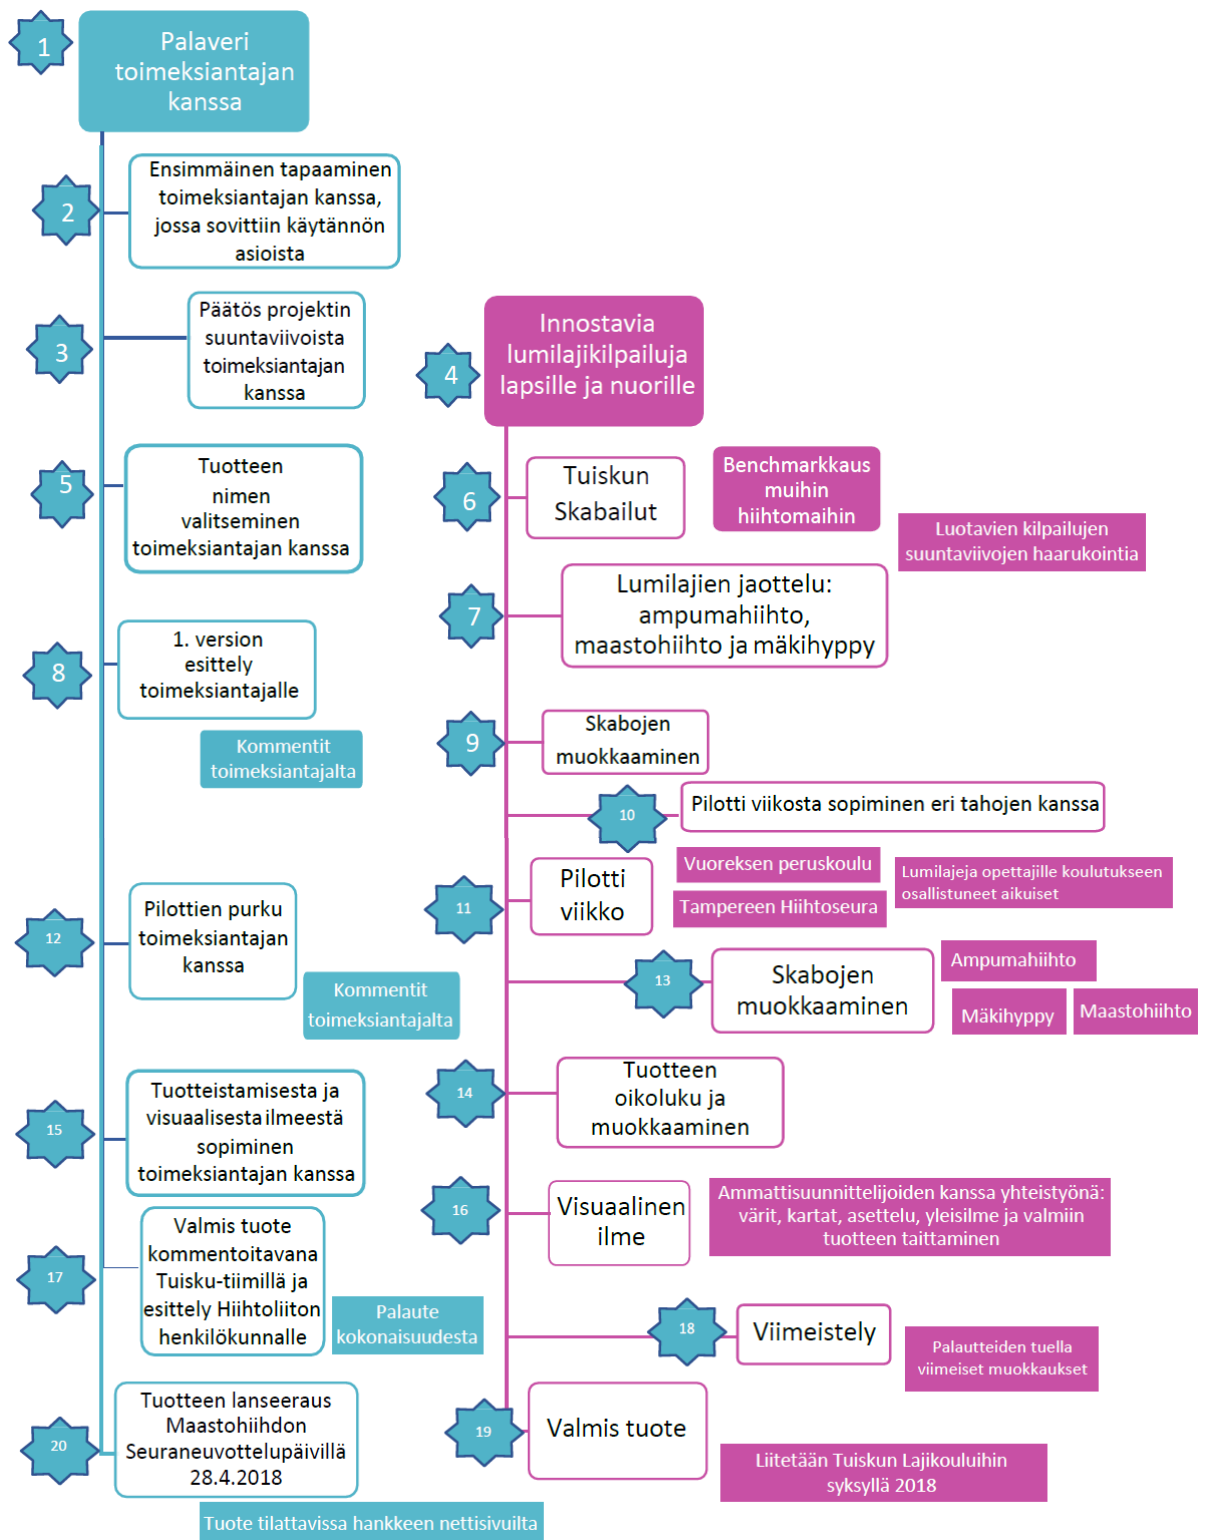 1
Palaveri
toimeksiantajan
kanssa
2
Ensimmäinen tapaaminen
toimeksiantajan kanssa,
jossa sovittiin käytännön
asioista
3
Päätös projektin
suuntaviivoista
toimeksiantajan
kanssa
4
Innostavia
lumilajikilpailuja
lapsille ja nuorille
5
Tuotteen
nimen
valitseminen
toimeksiantajan kanssa
6
Tuiskun
Skabailut
Benchmarkkaus
muihin
hiihtomaihin
Luotavien kilpailujen
suuntaviivojen haarukointia
7
Lumilajien jaottelu:
ampumahiihto,
maastohiihto ja mäkihyppy
8
1. version
esittely
toimeksiantajalle
Kommentit
toimeksiantajalta
9
Skabojen
muokkaaminen
10
Pilotti viikosta sopiminen eri tahojen kanssa
11
Pilotti
viikko
Vuoreksen peruskoulu
Tampereen Hiihtoseura
Lumilajeja opettajille koulutukseen
osallistuneet aikuiset
12
Pilottien purku
toimeksiantajan
kanssa
Kommentit
toimeksiantajalta
13
Skabojen
muokkaaminen
Ampumahiihto
Mäkihyppy
Maastohiihto
14
Tuotteen
oikoluku ja
muokkaaminen
15
Tuotteistamisesta ja
visuaalisesta ilmeestä
sopiminen
toimeksiantajan kanssa
16
Visuaalinen
ilme
Ammattisuunnittelijoiden kanssa yhteistyönä:
värit, kartat, asettelu, yleisilme ja valmiin
tuotteen taittaminen
17
Valmis tuote
kommentoitavana
Tuisku-tiimillä ja
esittely Hiihtoliiton
henkilökunnalle
Palaute
kokonaisuudesta
18
Viimeistely
Palautteiden tuella
viimeiset muokkaukset
19
Valmis tuote
Liitetään Tuiskun Lajikouluihin
syksyllä 2018
20
Tuotteen lanseeraus
Maastohiihdon
Seuraneuvottelupäivillä
28.4.2018
Tuote tilattavissa hankkeen nettisivuilta